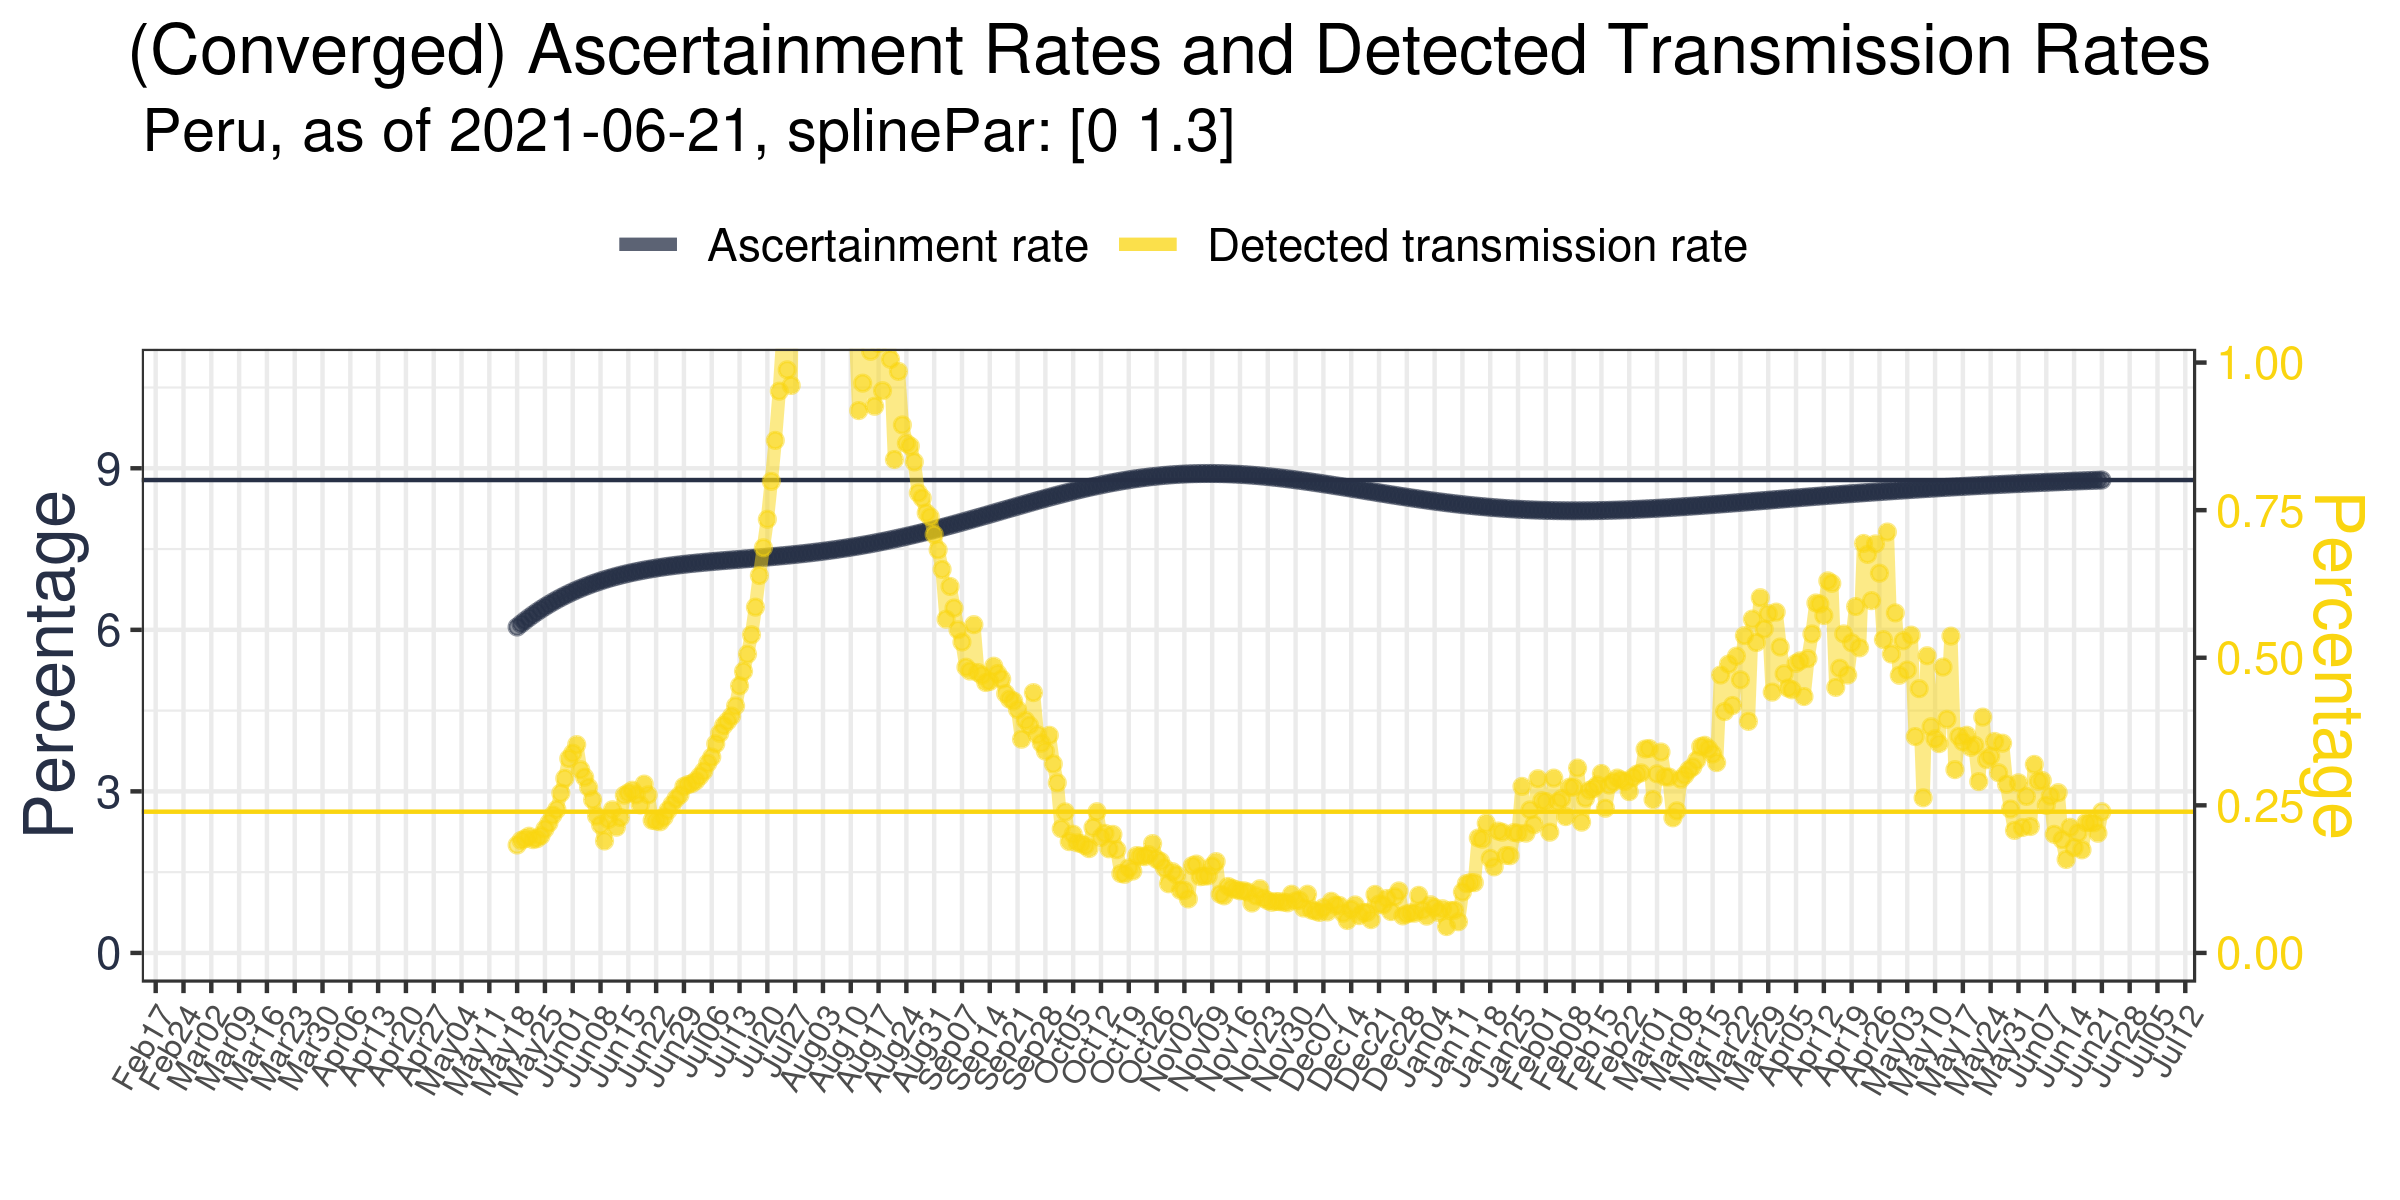 (Converged) Ascertainment Rates and Detected Transmission Rates
Peru, as of 2021-06-21, splinePar: [0 1.3]
Ascertainment rate
Detected transmission rate
Percentage
9
6
3
0
1.00
0.75
0.50
0.25
0.00
Percentage
Feb17
Feb24
Mar02
Mar09
Mar16
Mar23
Mar30
Apr06
Apr13
Apr20
Apr27
May04
May11
May18
May25
Jun01
Jun08
Jun15
Jun22
Jun29
Jul06
Jul13
Jul20
Jul27
Aug03
Aug10
Aug17
Aug24
Aug31
Sep07
Sep14
Sep21
Sep28
Oct05
Oct12
Oct19
Oct26
Nov02
Nov09
Nov16
Nov23
Nov30
Dec07
Dec14
Dec21
Dec28
Jan04
Jan11
Jan18
Jan25
Feb01
Feb08
Feb15
Feb22
Mar01
Mar08
Mar15
Mar22
Mar29
Apr05
Apr12
Apr19
Apr26
May03
May10
May17
May24
May31
Jun07
Jun14
Jun21
Jun28
Jul05
Jul12